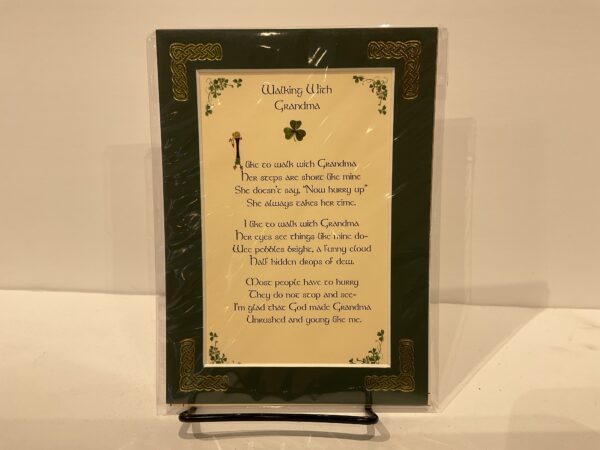 Walking With
Grandma
I like to walk with Grandma
Her steps are short like mine
She doesn't say, "Now hurry up"
She always takes her time.
I like to walk with Grandma
Her eyes see things like mine do-
Wee pebbles bright, a funny cloud
Half hidden drops of dew.
Most people have to hurry
They do not stop and see-
I'm glad that God made Grandma
Unrushed and young like me.